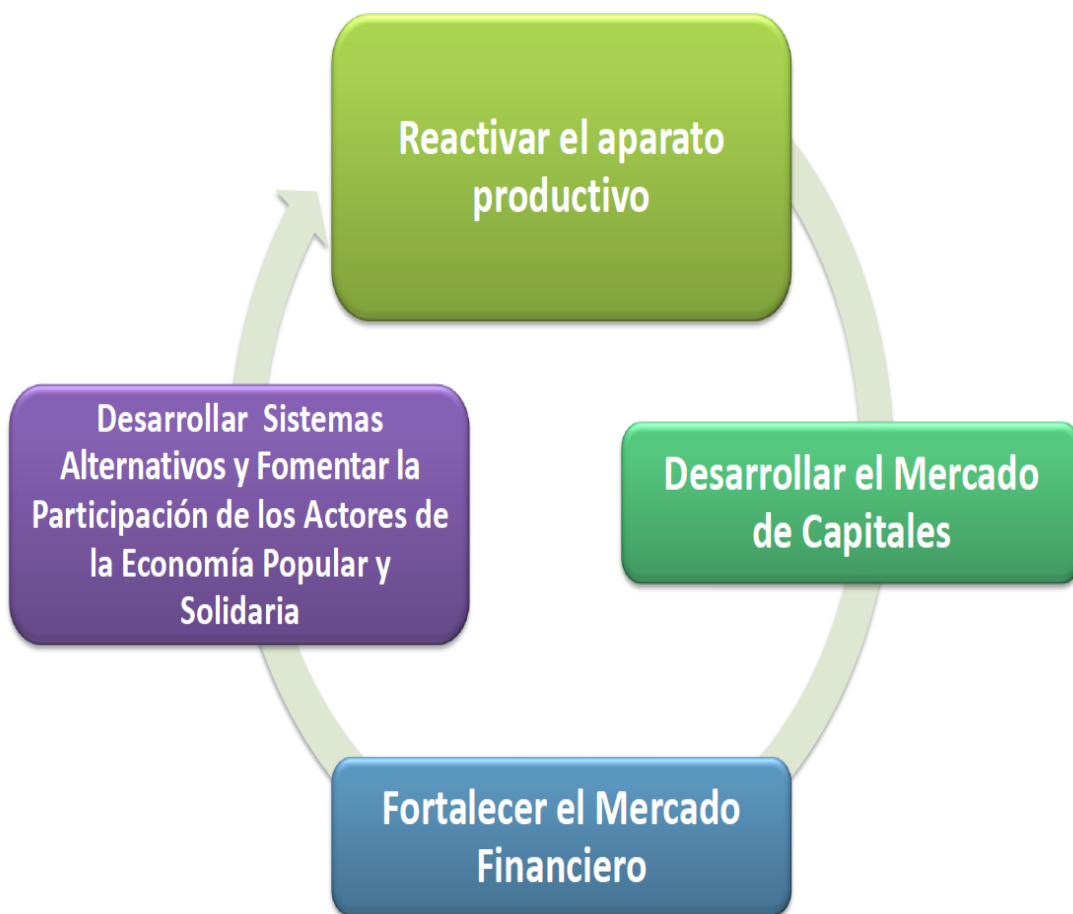 Reactivar el aparato
productivo
Desarrollar el Mercado
de Capitales
Fortalecer el Mercado
Financiero
Desarrollar Sistemas
Alternativos y Fomentar la
Participación de los Actores de
la Economía Popular y
Solidaria